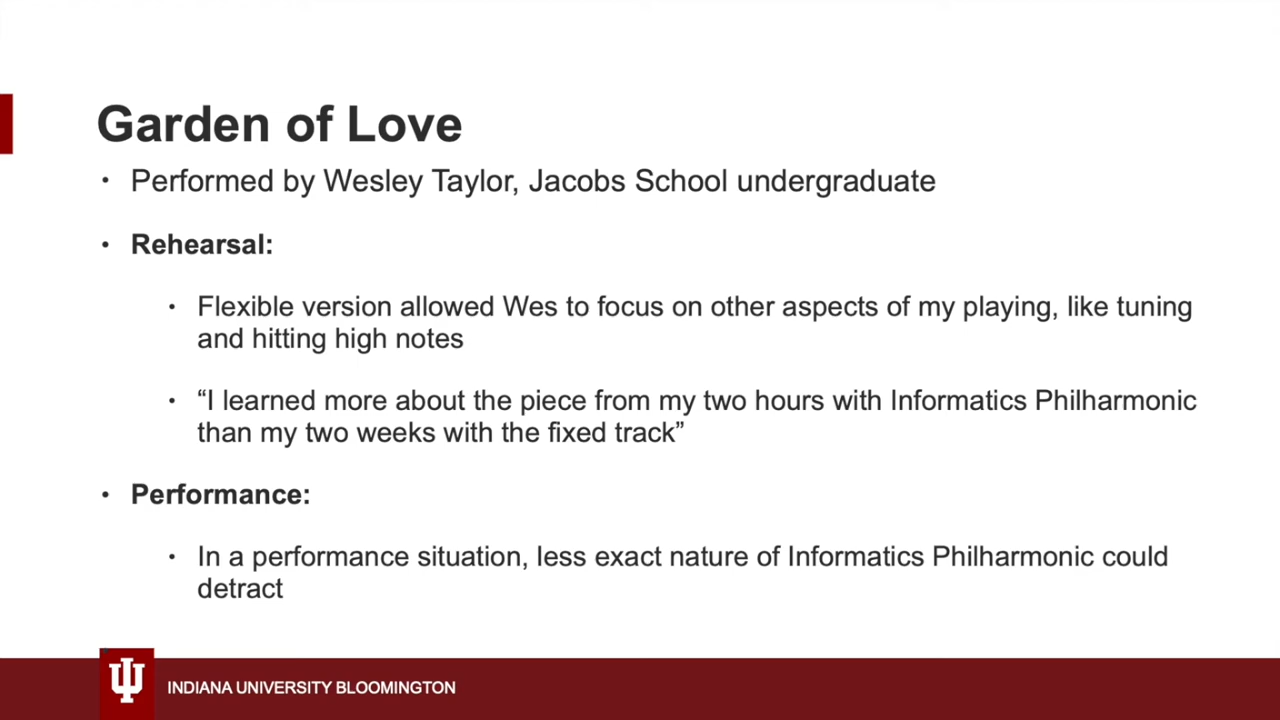 Garden of Love
• Performed by Wesley Taylor, Jacobs School undergraduate
• Rehearsal:
• Flexible version allowed Wes to focus on other aspects of my playing, like tuning
and hitting high notes
• “I learned more about the piece from my two hours with Informatics Philharmonic
than my two weeks with the fixed track”
• Performance:
• In a performance situation, less exact nature of Informatics Philharmonic could
detract
INDIANA UNIVERSITY BLOOMINGTON